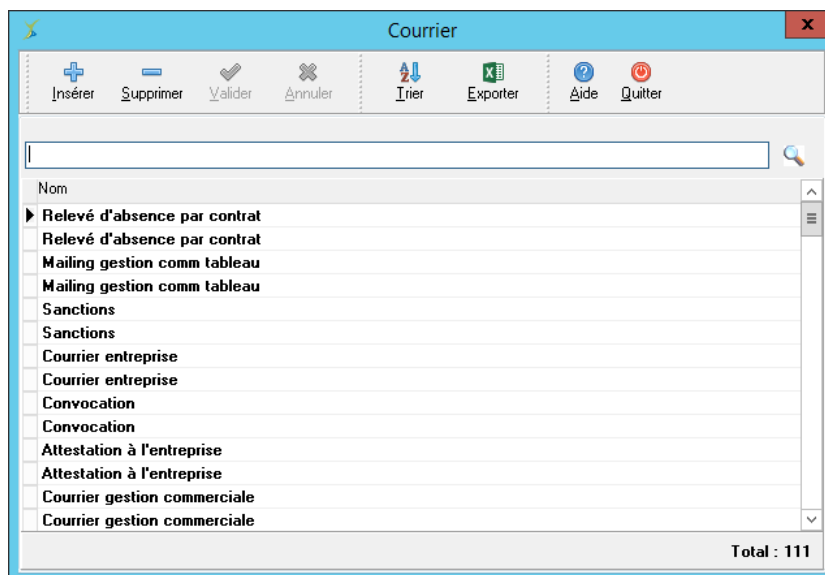 Courrier
Insérer Supprimer Valider Annuler Trier Exporter Aide Quitter
Nom
Relevé d'absence par contrat
Relevé d'absence par contrat
Mailing gestion comm tableau
Mailing gestion comm tableau
Sanctions
Sanctions
Courrier entreprise
Courrier entreprise
Convocation
Convocation
Attestation à l'entreprise
Attestation à l'entreprise
Courrier gestion commerciale
Courrier gestion commerciale
Total : 111